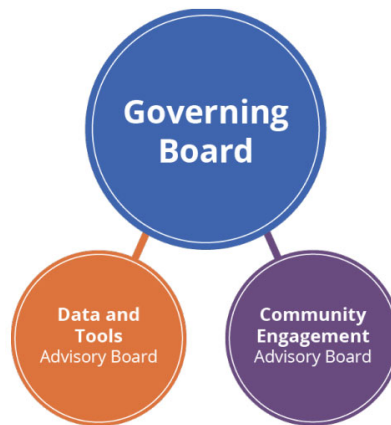 Governing
Board
Data and
Tools
Advisory Board
Community
Engagement
Advisory Board